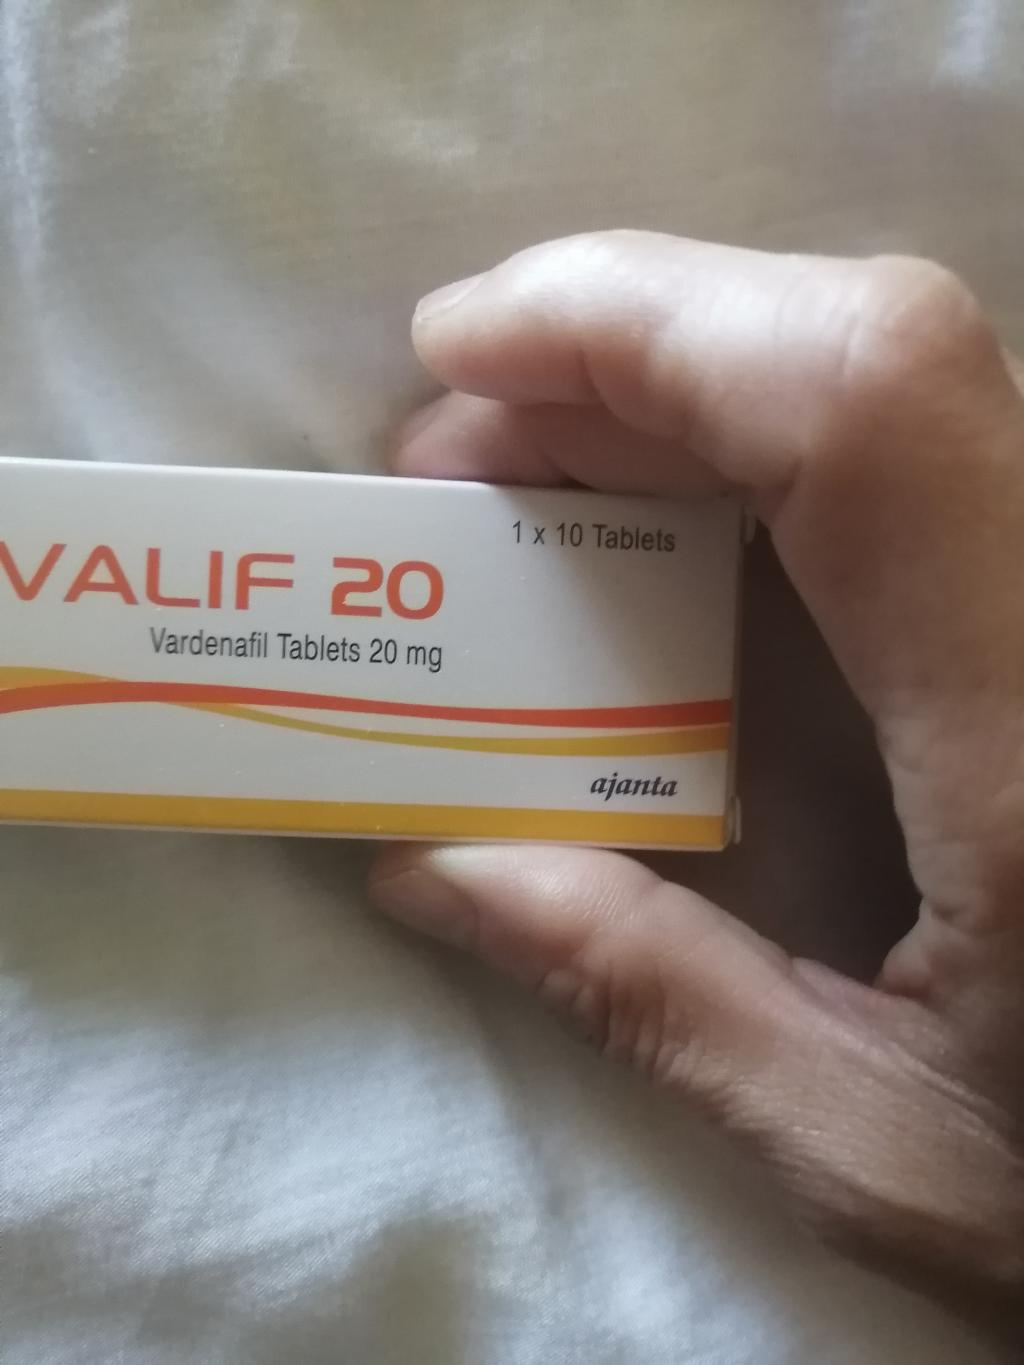 1 x 10 Tablets
VALIF 20
Vardenafil Tablets 20 mg
ajanta